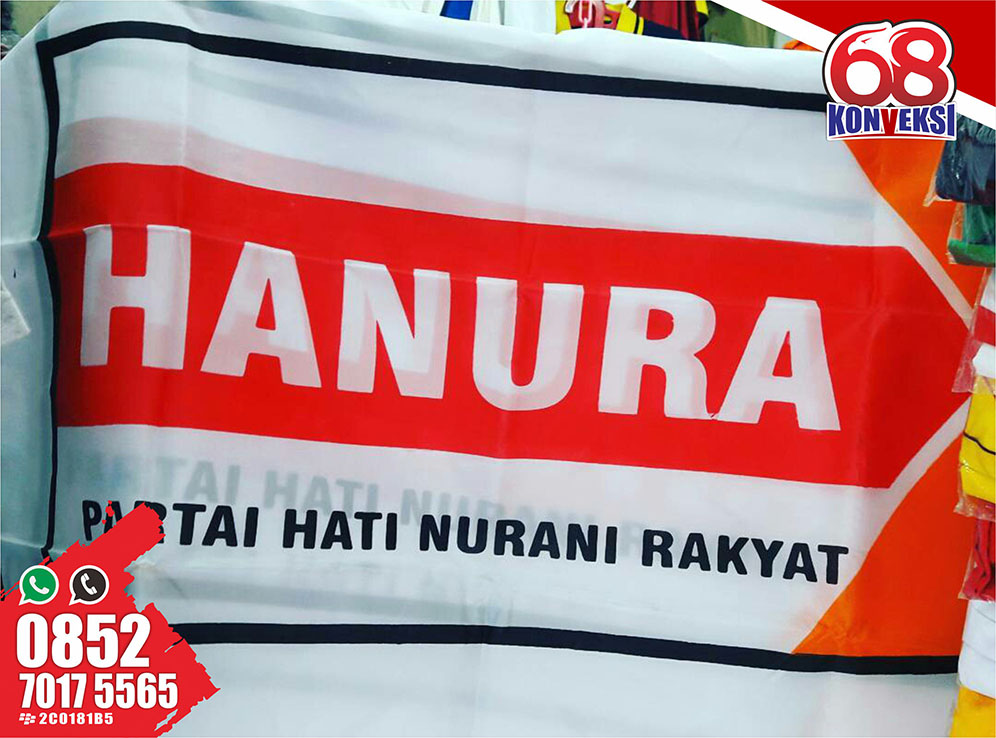 68
KONVEKSI
HANURA
PARTAI HATI NURANI RAKYAT
0852
7017 5565
2C0181B5